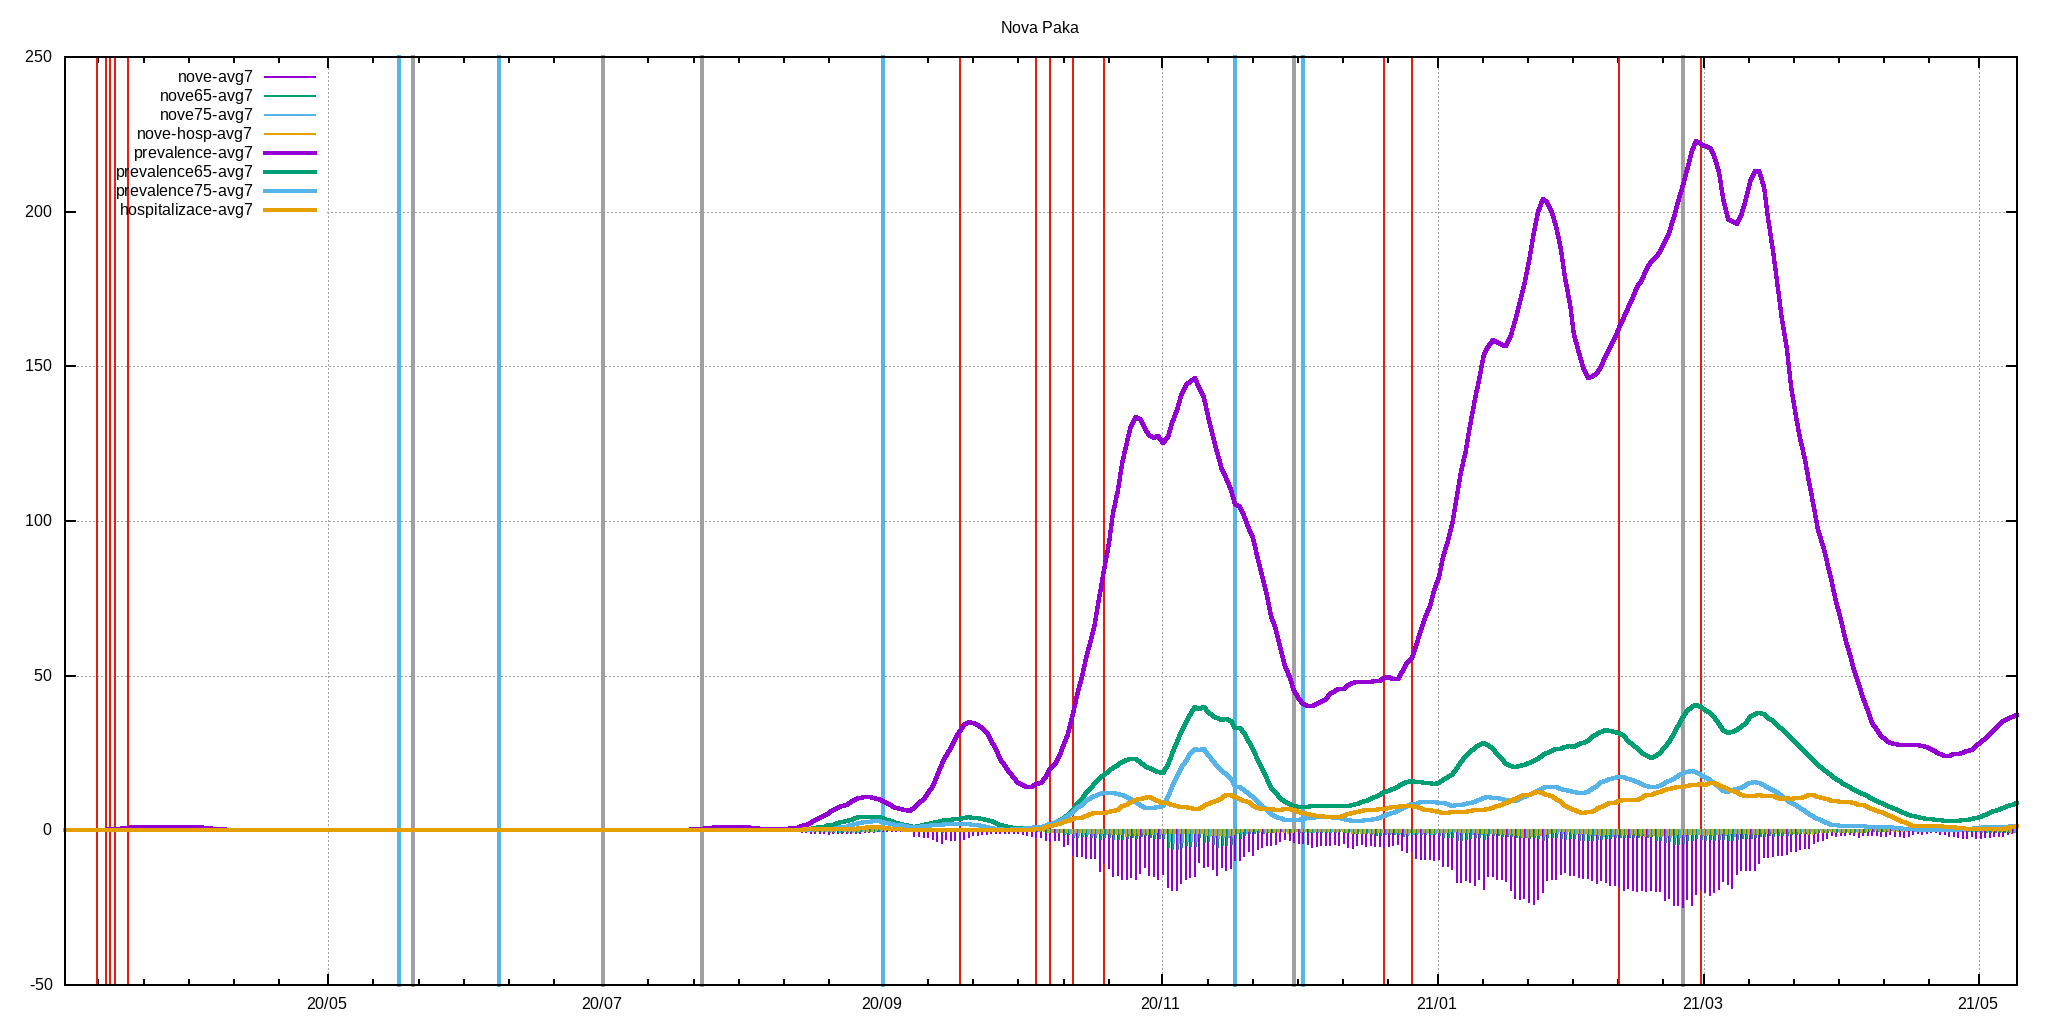 Nova Paka
250
200
150
100
50
0
-50
nove-avg7
nove65-avg7
nove75-avg7
nove-hosp-avg7
prevalence-avg7
prevalence65-avg7
prevalence75-avg7
hospitalizace-avg7
20/05
20/07
20/09
20/11
21/01
21/03
21/05